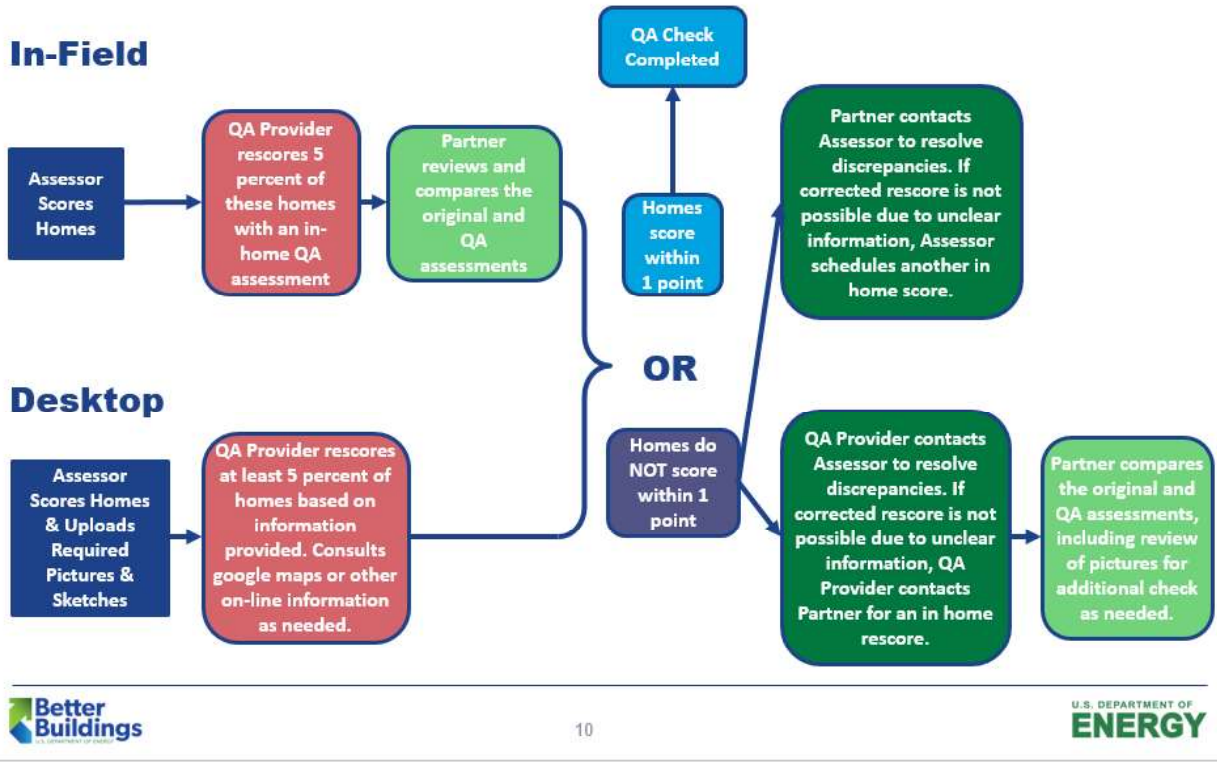 In-Field
Assessor
Scores
Homes
QA Provider
rescores 5
percent of
these homes
with an in-
home QA
assessment
Partner
reviews and
compares the
original and
QA
assessments
QA Check
Completed
Homes
score
within
1 point
Partner contacts
Assessor to resolve
discrepancies. If
corrected rescore is not
possible due to unclear
information, Assessor
schedules another in
home score.
OR
Desktop
Assessor
Scores Homes
& Uploads
Required
Pictures &
Sketches
QA Provider rescores
at least 5 percent of
homes based on
information
provided. Consults
google maps or other
on-line information
as needed.
Homes do
NOT score
within 1
point
QA Provider contacts
Assessor to resolve
discrepancies. If
corrected rescore is not
possible due to unclear
information, QA
Provider contacts
Partner for an in home
rescore.
Partner compares
the original and
QA assessments,
including review
of pictures for
additional check
as needed.
Better
Buildings
U.S. DEPARTMENT OF ENERGY
10
U.S. DEPARTMENT OF
ENERGY